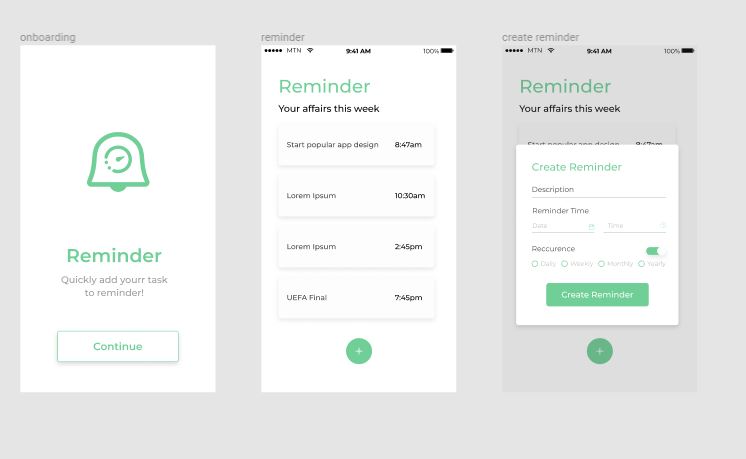 onboarding
Reminder
Quickly add yourr task
to reminder!
Continue
reminder
MTN 9:41 AM 100%
Reminder
Your affairs this week
Start popular app design 8:47am
Lorem Ipsum 10:30am
Lorem Ipsum 2:45pm
UEFA Final 7:45pm
+
create reminder
MTN 9:41 AM 100%
Reminder
Your affairs this week
Start popular app design 8:47am
Create Reminder
Description
Reminder Time
Date Time
Reccurence
Daily Weekly Monthly Yearly
Create Reminder
+